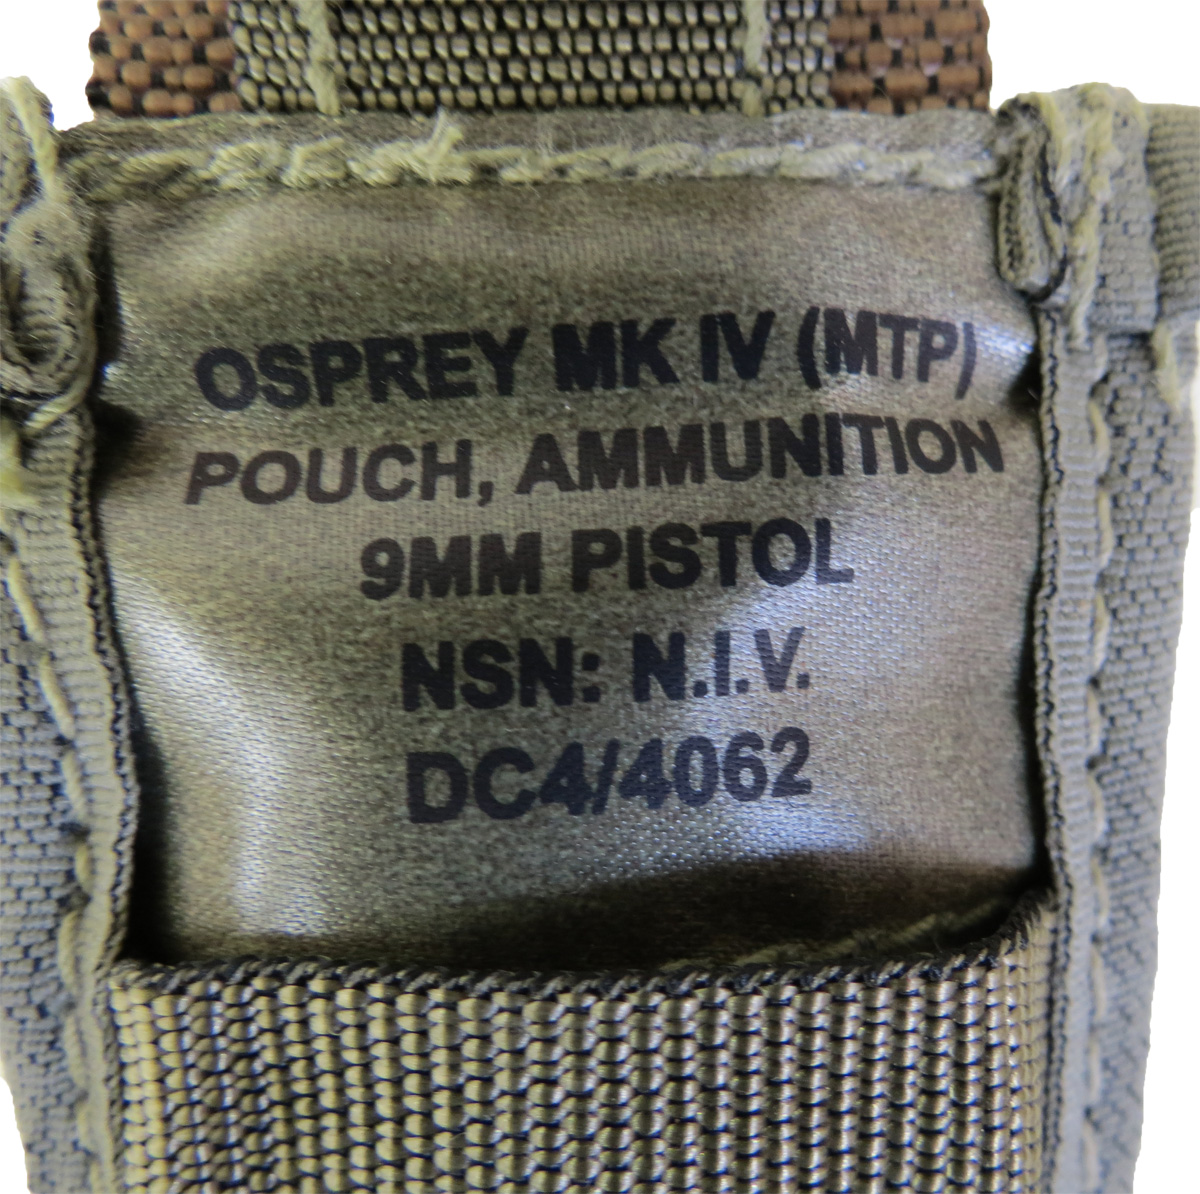 OSPREY MK IV (MTP)
POUCH, AMMUNITION
9MM PISTOL
NSN: N.I.V.
DC4/4062